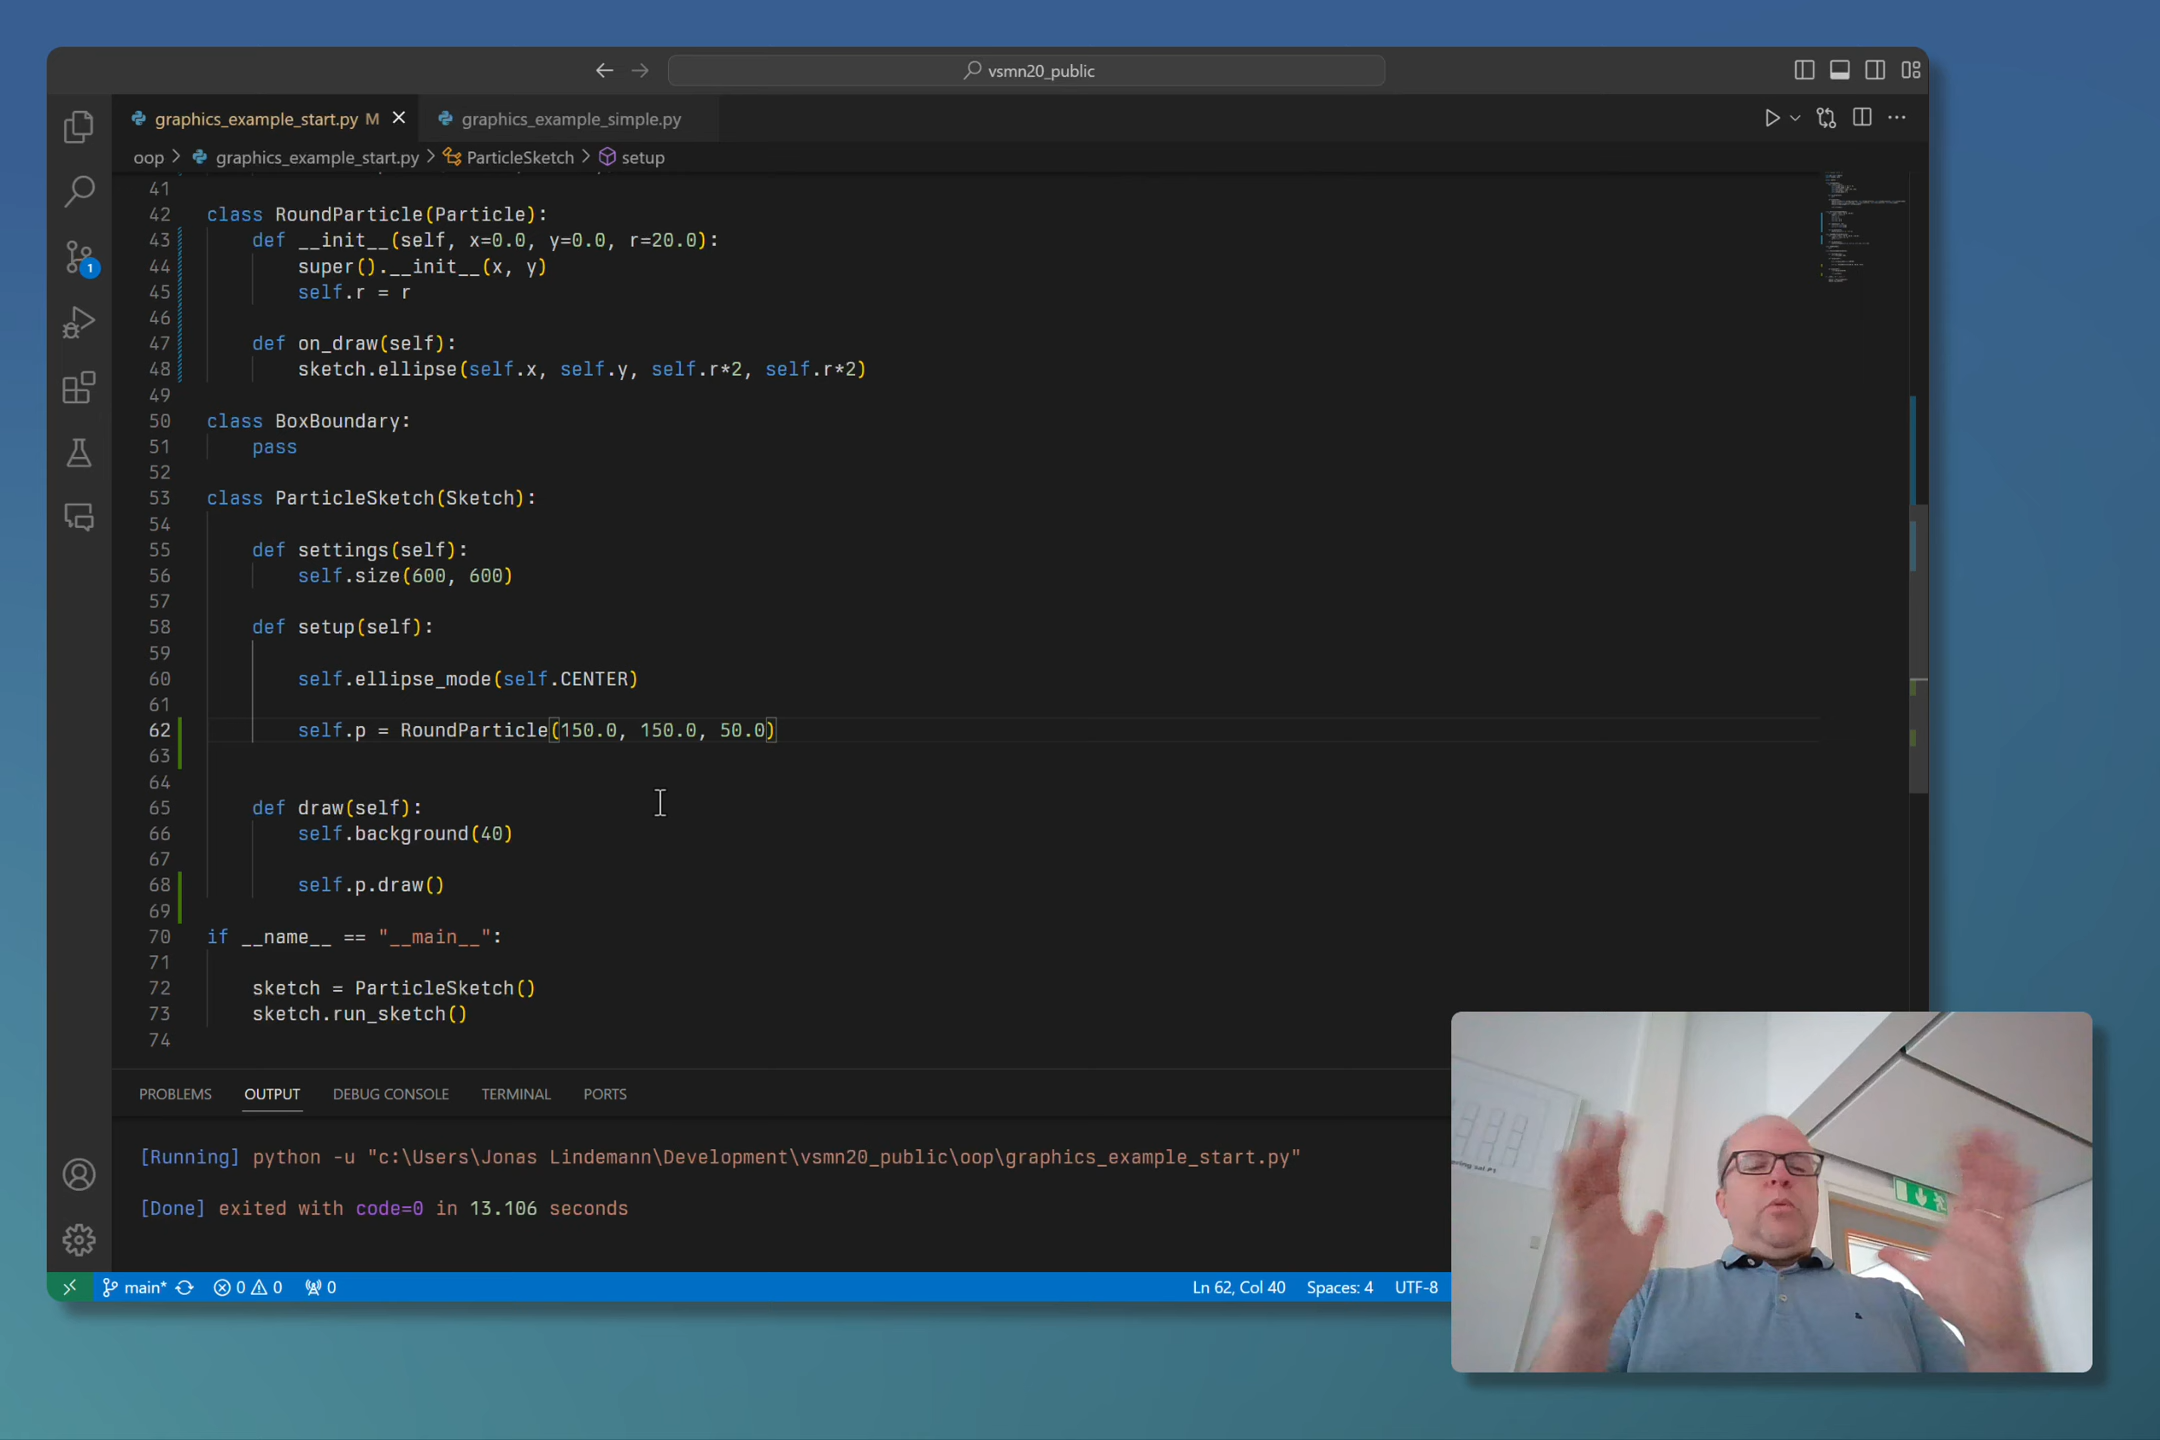 vsmn20_public
graphics_example_start.py M
graphics_example_simple.py
oop > graphics_example_start.py > ParticleSketch > setup
41
42 class RoundParticle(Particle):
43     def __init__(self, x=0.0, y=0.0, r=20.0):
44         super().__init__(x, y)
45         self.r = r
46
47     def on_draw(self):
48         sketch.ellipse(self.x, self.y, self.r*2, self.r*2)
49
50 class BoxBoundary:
51     pass
52
53 class ParticleSketch(Sketch):
54
55     def settings(self):
56         self.size(600, 600)
57
58     def setup(self):
59
60         self.ellipse_mode(self.CENTER)
61
62         self.p = RoundParticle(150.0, 150.0, 50.0)
63
64
65     def draw(self):
66         self.background(40)
67
68         self.p.draw()
69
70 if __name__ == "__main__":
71
72     sketch = ParticleSketch()
73     sketch.run_sketch()
74
1
PROBLEMS OUTPUT DEBUG CONSOLE TERMINAL PORTS
[Running] python -u "c:\Users\Jonas Lindemann\Development\vsmn20_public\oop\graphics_example_start.py"
[Done] exited with code=0 in 13.106 seconds
main* 0 0 0 Ln 62, Col 40 Spaces: 4 UTF-8